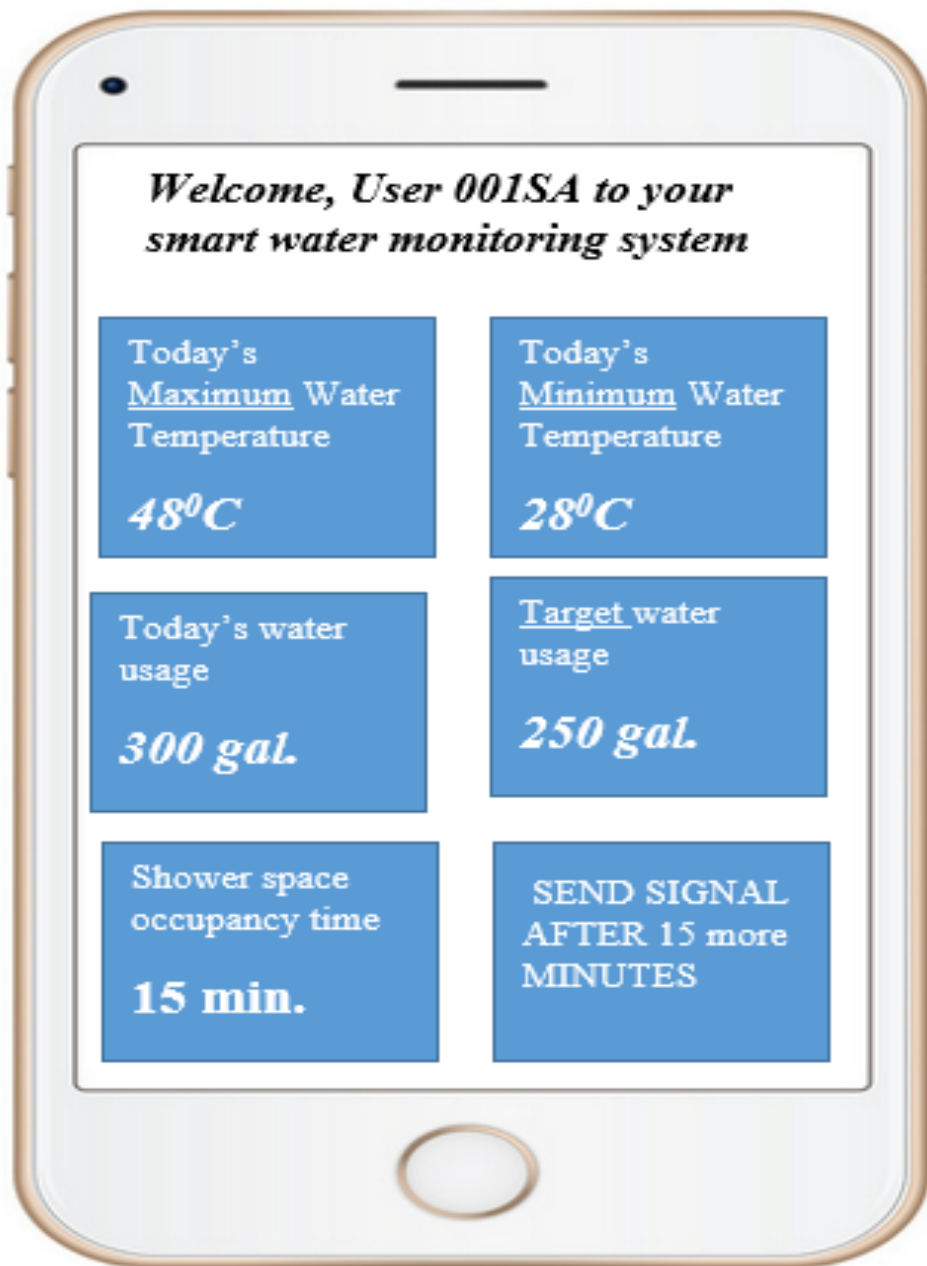 Welcome, User 001SA to your
smart water monitoring system
Today’s
Maximum Water
Temperature
48⁰C
Today’s
Minimum Water
Temperature
28⁰C
Today’s water
usage
300 gal.
Target water
usage
250 gal.
Shower space
occupancy time
15 min.
SEND SIGNAL
AFTER 15 more
MINUTES